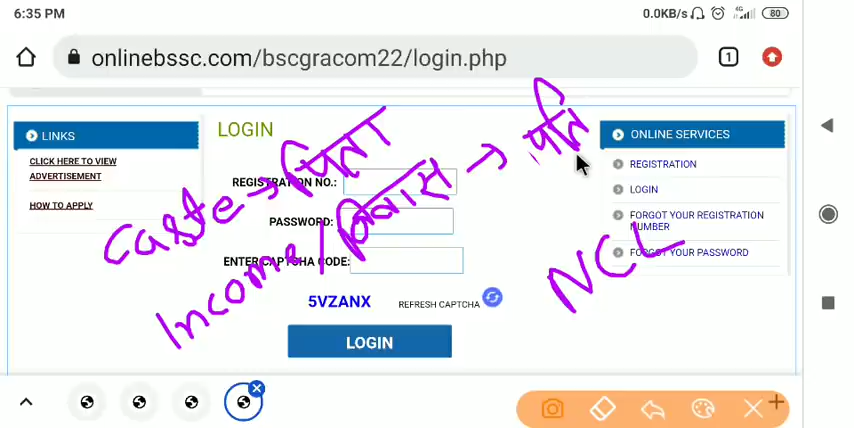 6:35 PM
0.0KB/s 4G 80
onlinebssc.com/bscgracom22/login.php
1
LINKS
CLICK HERE TO VIEW
ADVERTISEMENT
HOW TO APPLY
LOGIN
REGISTRATION NO.:
PASSWORD:
ENTER CAPTCHA CODE:
5VZANX REFRESH CAPTCHA
LOGIN
ONLINE SERVICES
REGISTRATION
LOGIN
FORGOT YOUR REGISTRATION
NUMBER
FORGOT YOUR PASSWORD
Caste →
Income / →
NCL